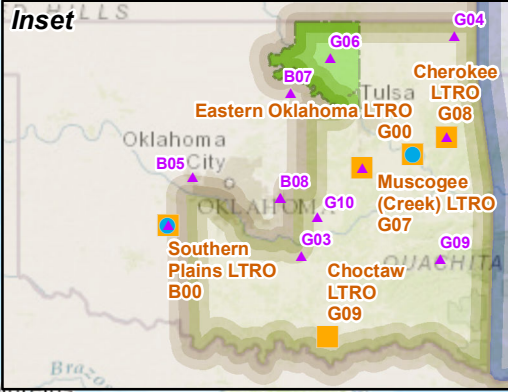 D HILLS
Inset
G04
G06
Cherokee
LTRO
G08
B07
Tulsa
Eastern Oklahoma LTRO
G00
Oklahoma
City
B05
B08
OKLAHOMA
G10
Muscogee
(Creek) LTRO
G07
Southern
Plains LTRO
B00
G03
Choctaw
LTRO
G09
G09
OUACHITA
Brazo